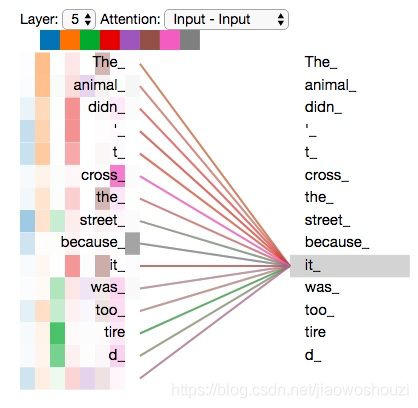 Layer: 5 Attention: Input - Input
The_ The_
animal_ animal_
didn_ didn_
'_ '_
t_ t_
cross_ cross_
the_ the_
street_ street_
because_ because_
it_ it_
was_ was_
too_ too_
tire tire
d_ d_
_ _
https://blog.csdn.net/jiaowoshouzi